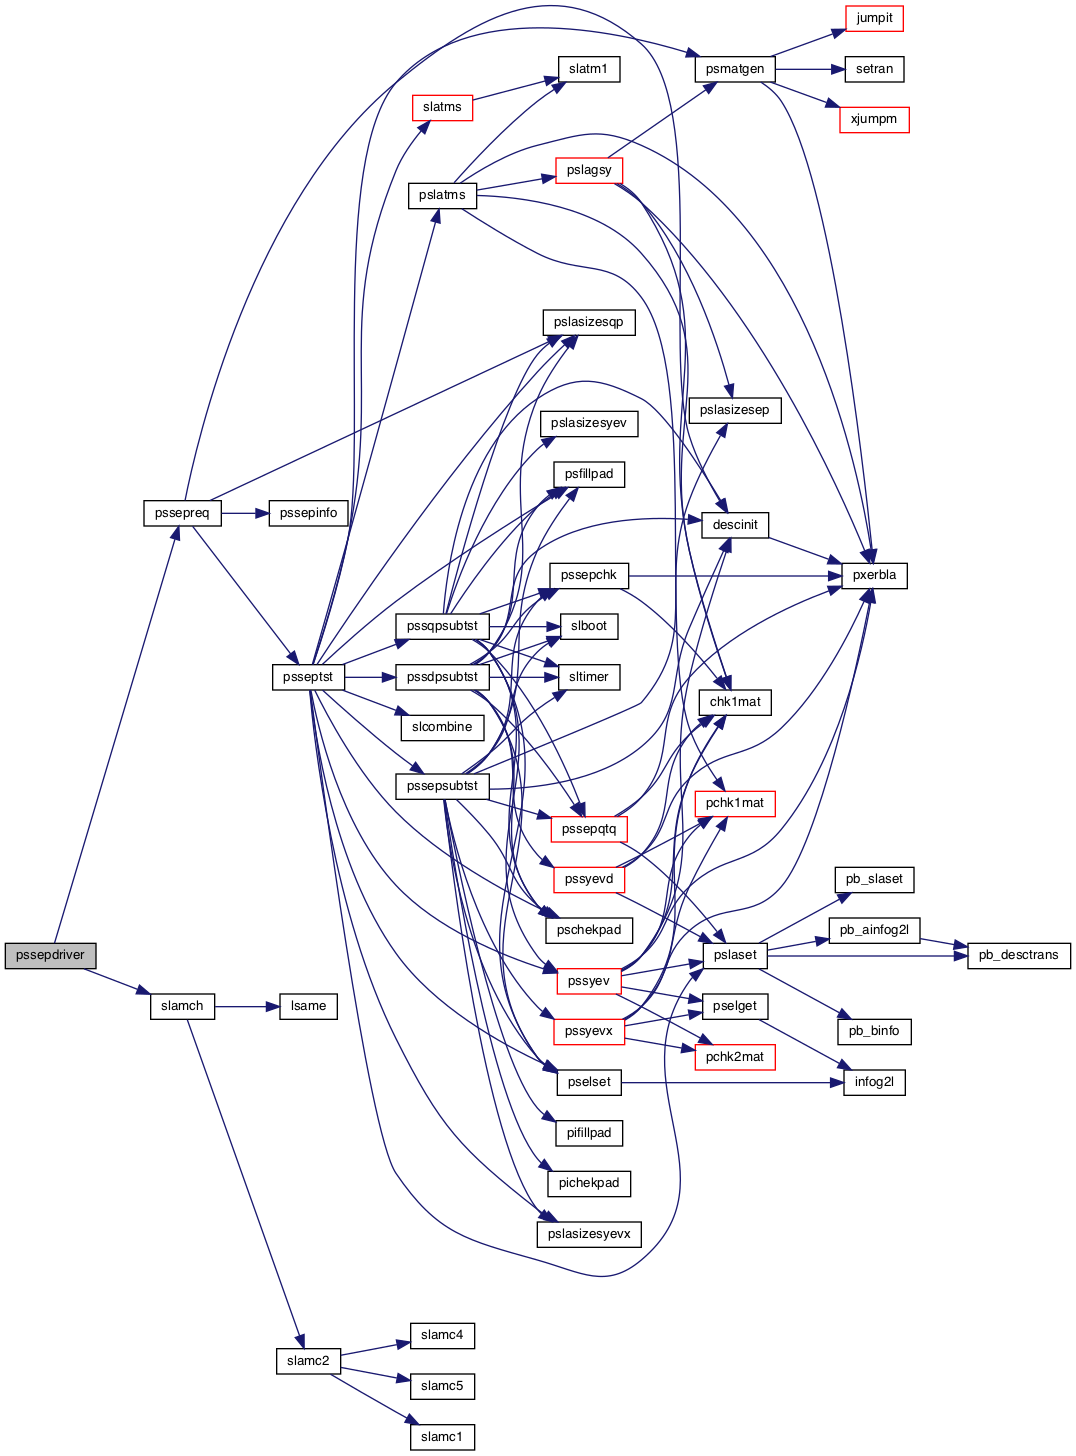 jumpit
psmatgen
setran
slatm1
slatms
xjumpm
pslagsy
pslatms
pslasizesqp
pslasizesep
pslasizesyev
psfillpad
pssepreq
pssepinfo
descinit
pssepchk
pxerbla
pssqpsubtst
slboot
psseptst
pssdpsubtst
sltimer
chk1mat
slcombine
pssepsubtst
pchk1mat
pssepqtq
pssyevd
pb_slaset
pschekpad
pb_ainfog2l
pssepdriver
pslaset
pb_desctrans
pssyev
slamch
lsame
pselget
pssyevx
pb_binfo
pchk2mat
pselset
infog2l
pifillpad
pichekpad
pslasizesyevx
slamc4
slamc2
slamc5
slamc1